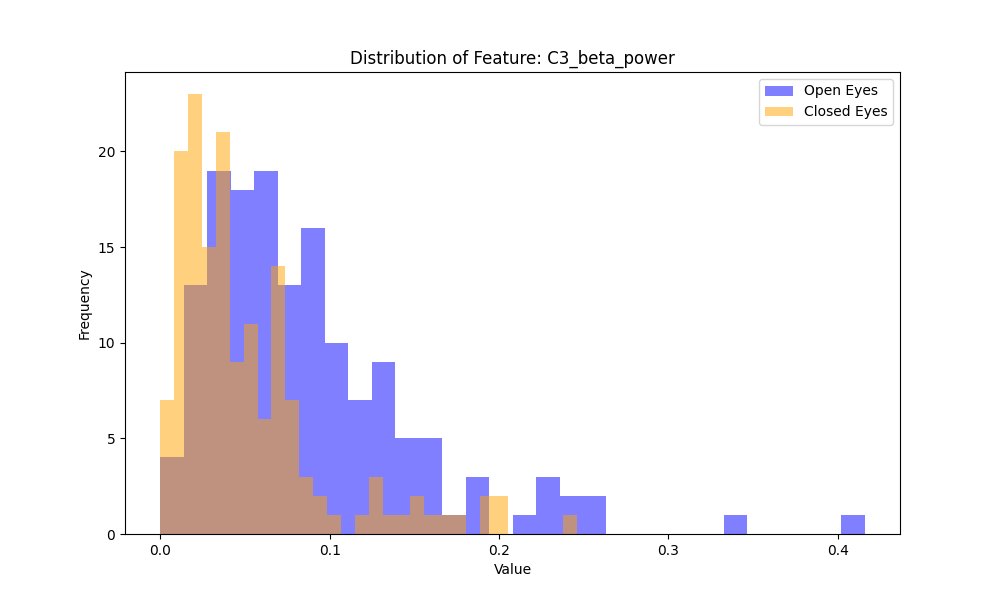 Distribution of Feature: C3_beta_power
Open Eyes
Closed Eyes
Frequency
20
15
10
5
0
0.0 0.1 0.2 0.3 0.4
Value